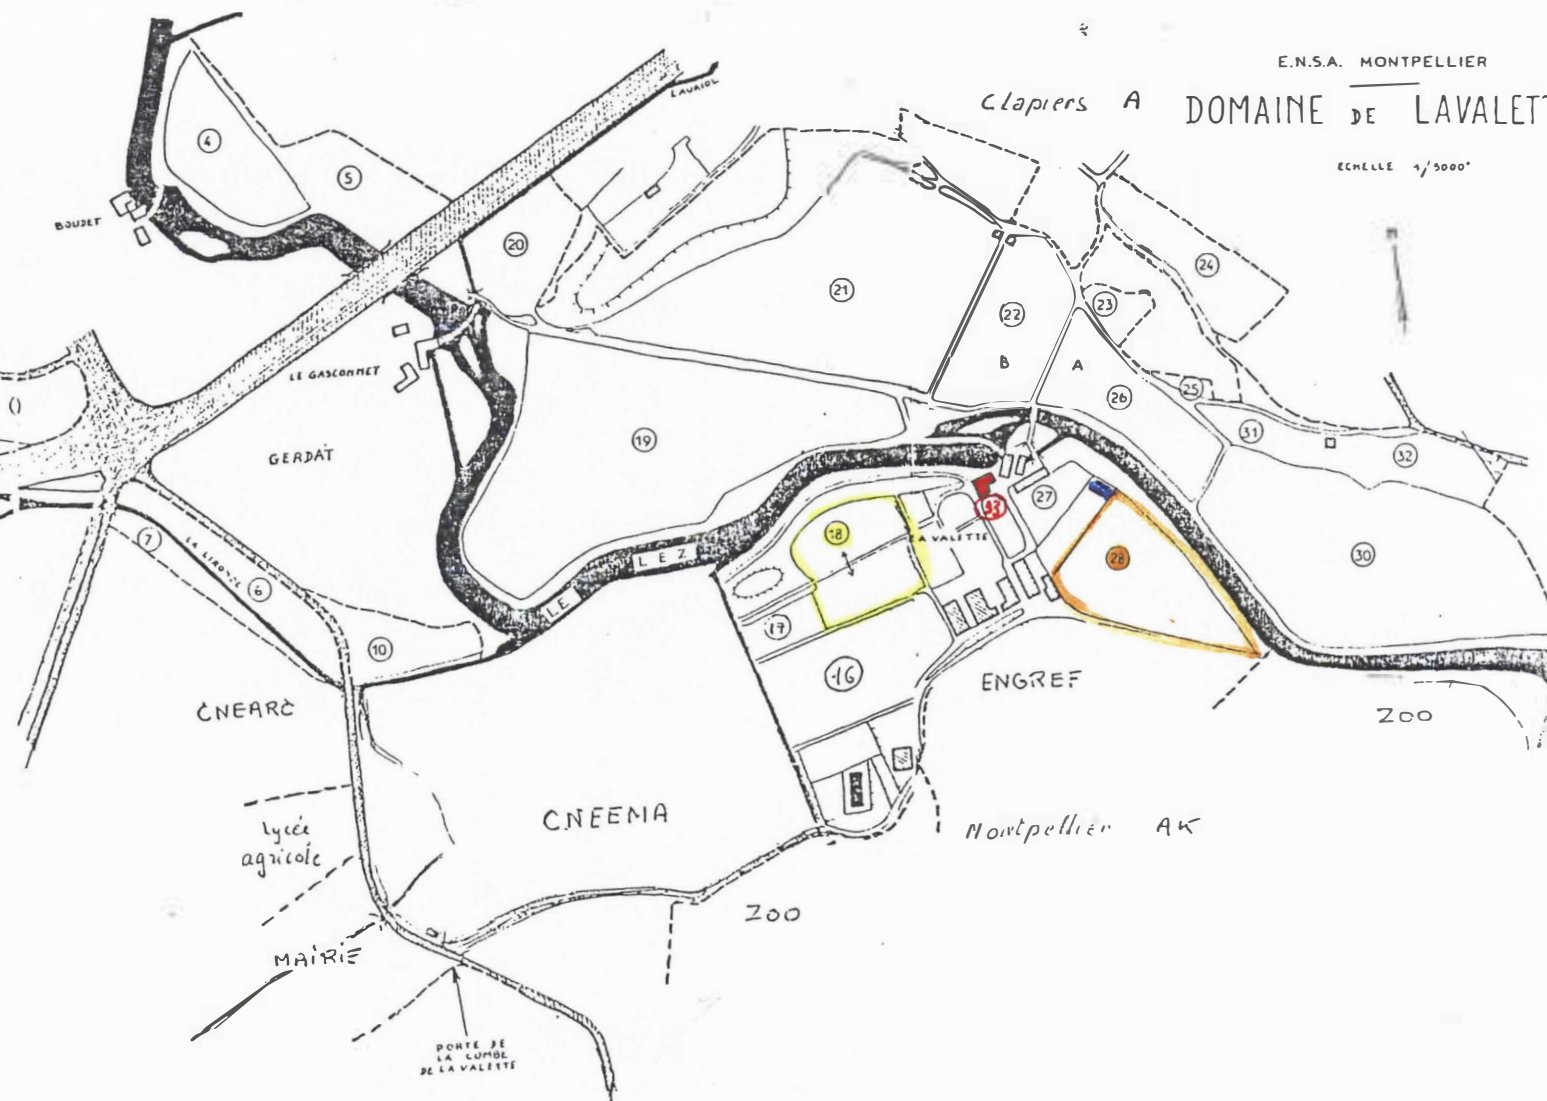 E.N.S.A. MONTPELLIER
Clapiers A
DOMAINE DE LAVALETT
ECHELLE 1/5000°
LAURIOL
4
5
BOUDET
20
21
22
B
A
23
24
25
26
31
32
30
LE GASCONNET
GERDAT
19
LE LEZ
7
LA LIRONDE
6
10
18
17
16
LA VALETTE
33
27
28
ENGREF
ZOO
CNEARC
CNEEMA
lycée
agricole
Montpellier AK
ZOO
MAIRIE
PORTE DE
LA COMBE
DE LA VALETTE